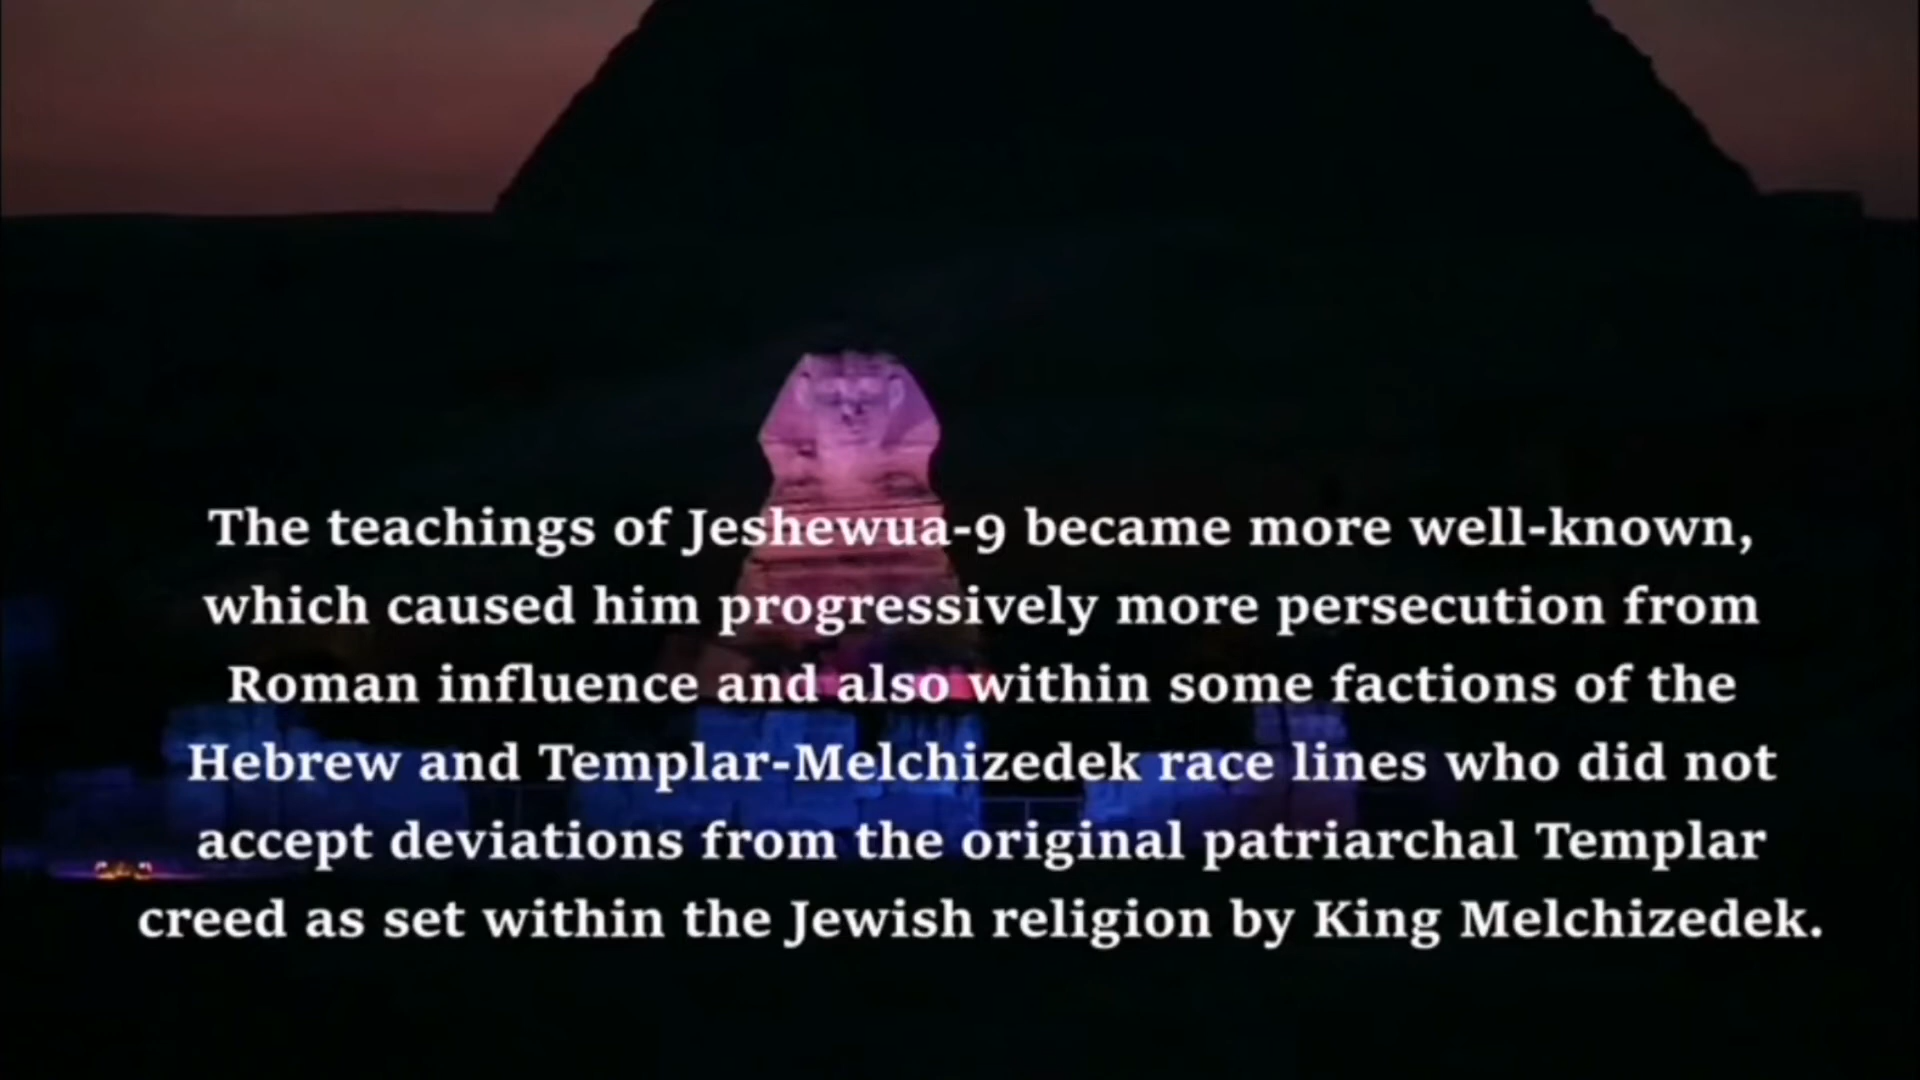 The teachings of Jeshewua-9 became more well-known,
which caused him progressively more persecution from
Roman influence and also within some factions of the
Hebrew and Templar-Melchizedek race lines who did not
accept deviations from the original patriarchal Templar
creed as set within the Jewish religion by King Melchizedek.